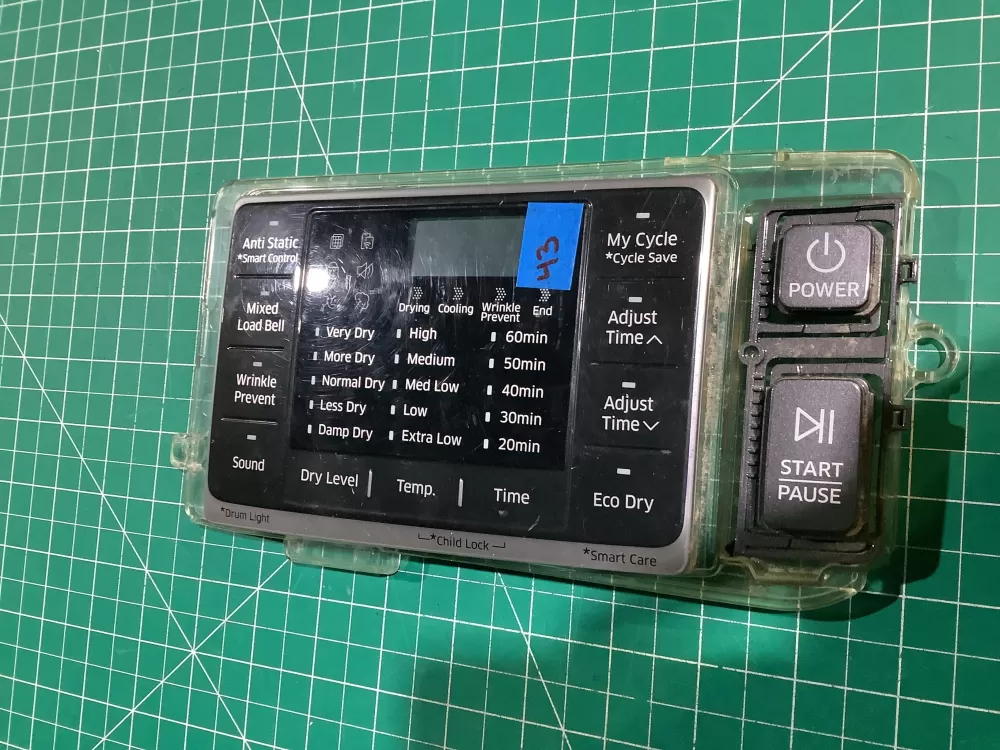 Anti Static
*Smart Control
Mixed
Load Bell
Wrinkle
Prevent
Sound
*Drum Light
43
Drying
Cooling
Wrinkle
Prevent
End
Very Dry
More Dry
Normal Dry
Less Dry
Damp Dry
High
Medium
Med Low
Low
Extra Low
60min
50min
40min
30min
20min
Dry Level
Temp.
Time
*Child Lock
My Cycle
*Cycle Save
Adjust
Time
Adjust
Time
Eco Dry
*Smart Care
POWER
START
PAUSE